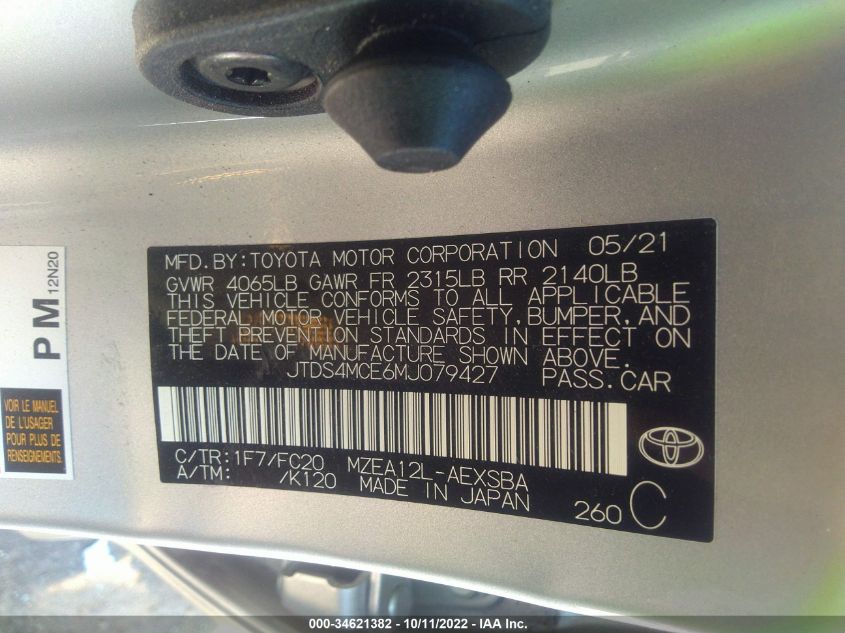 MFD.BY:TOYOTA MOTOR CORPORATION 05/21
GVWR 4065LB GAWR FR 2315LB RR 2140LB
THIS VEHICLE CONFORMS TO ALL APPLICABLE
FEDERAL MOTOR VEHICLE SAFETY,BUMPER,AND
THEFT PREVENTION STANDARDS IN EFFECT ON
THE DATE OF MANUFACTURE SHOWN ABOVE.
JTDS4MCE6MJ079427 PASS.CAR
C/TR:1F7/FC20 MZEA12L-AEXSBA
A/TM: /K120 MADE IN JAPAN
260 C
PM 12N20
VOIR LE MANUEL
DE L'USAGER
POUR PLUS DE
RENSEIGNEMENTS.
000-34621382 - 10/11/2022 - IAA Inc.